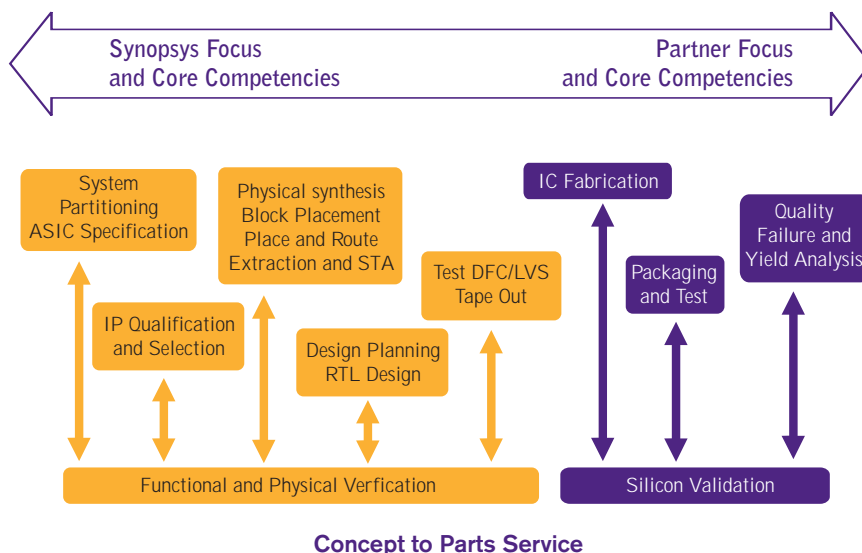 Synopsys Focus
and Core Competencies
Partner Focus
and Core Competencies
System
Partitioning
ASIC Specification
Physical synthesis
Block Placement
Place and Route
Extraction and STA
IC Fabrication
Quality
Failure and
Yield Analysis
Test DFC/LVS
Tape Out
Packaging
and Test
IP Qualification
and Selection
Design Planning
RTL Design
Functional and Physical Verfication
Silicon Validation
Concept to Parts Service